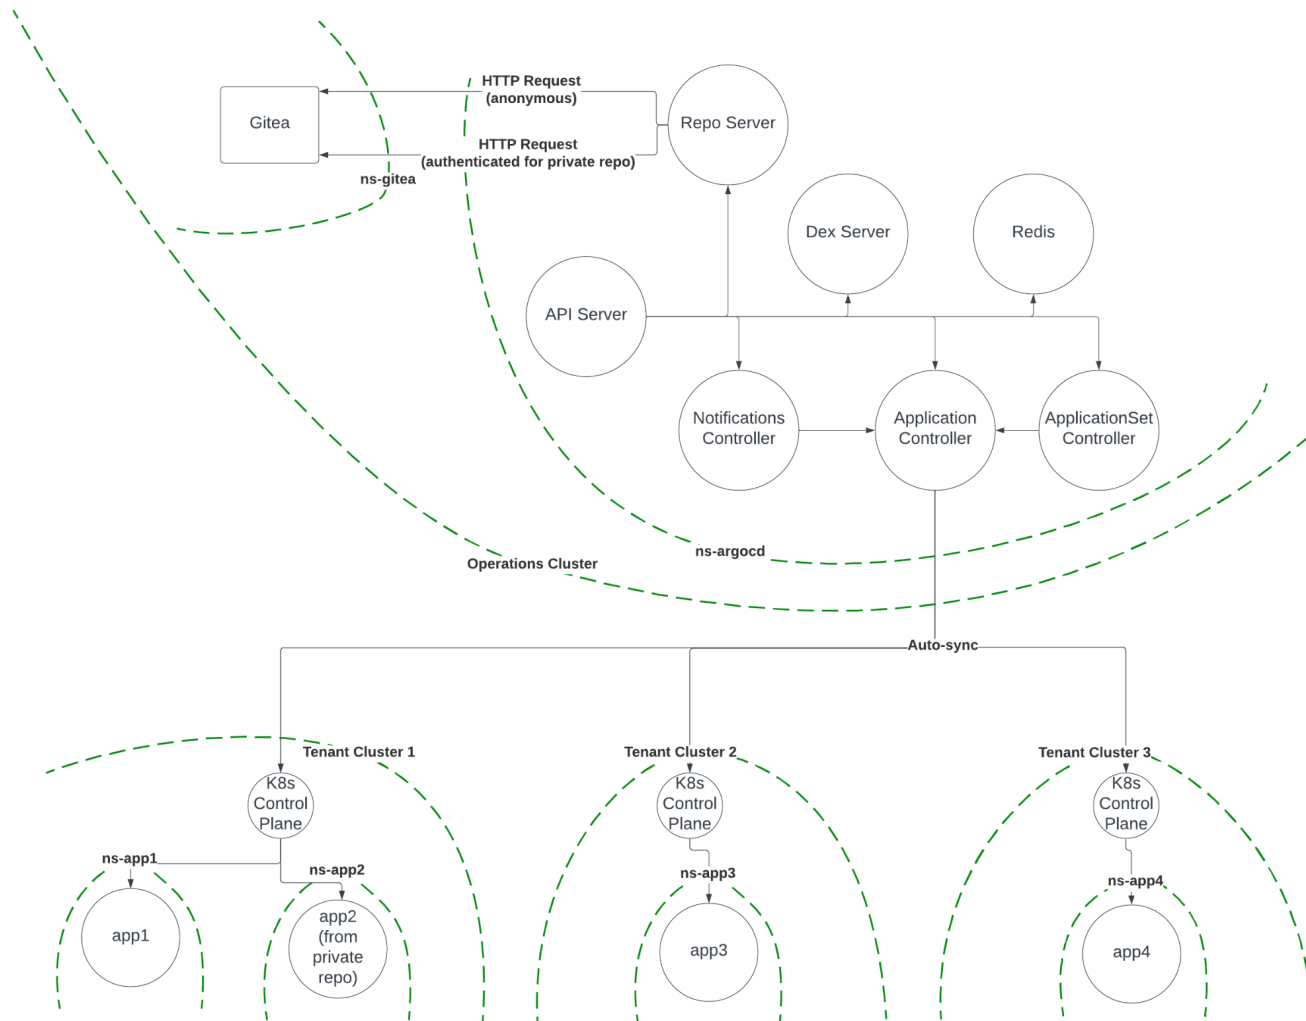 HTTP Request
(anonymous)
Gitea
Repo Server
HTTP Request
(authenticated for private repo)
ns-gitea
Dex Server
Redis
API Server
Notifications
Controller
Application
Controller
ApplicationSet
Controller
ns-argocd
Operations Cluster
Auto-sync
Tenant Cluster 1
Tenant Cluster 2
Tenant Cluster 3
K8s
Control
Plane
K8s
Control
Plane
K8s
Control
Plane
ns-app1
ns-app2
ns-app3
ns-app4
app1
app2
(from
private
repo)
app3
app4